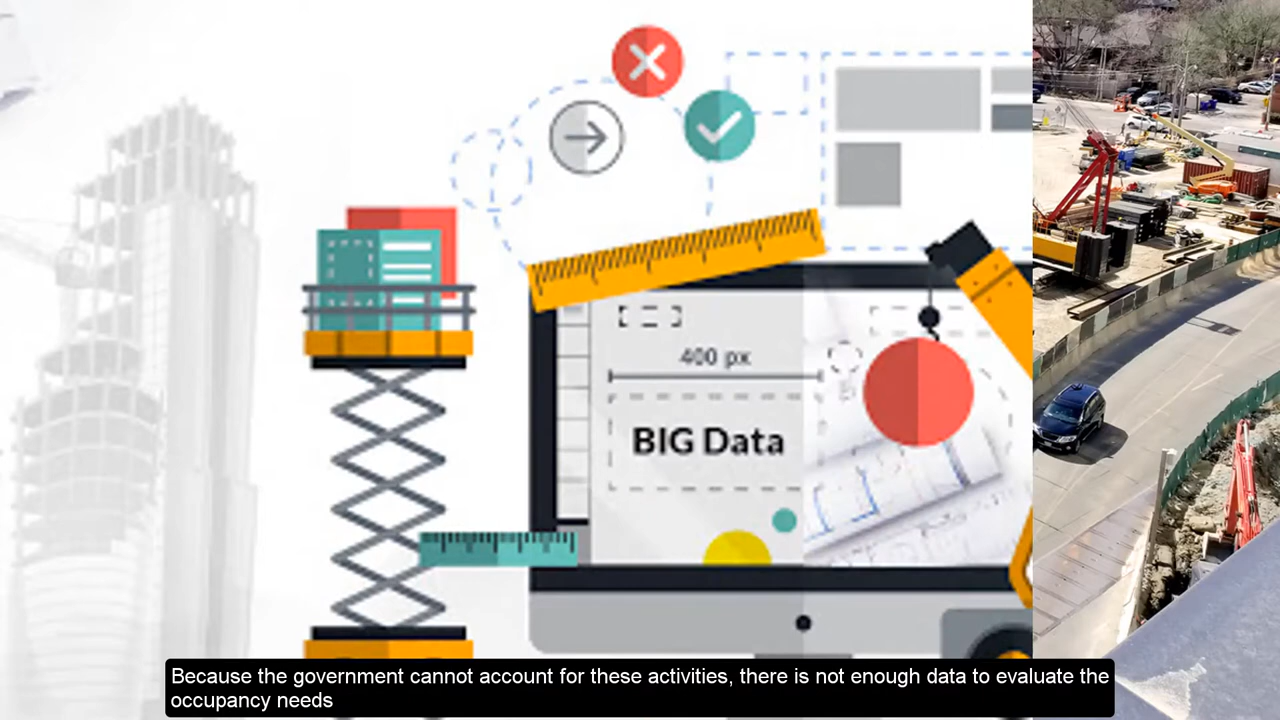 400 px
BIG Data
Because the government cannot account for these activities, there is not enough data to evaluate the
occupancy needs